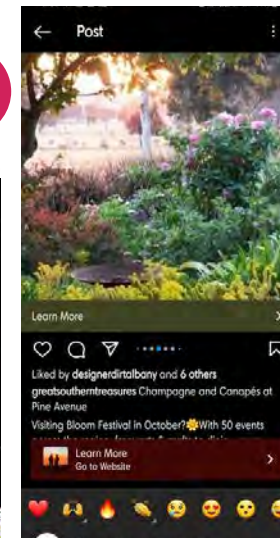 Post
Learn More
Liked by designerdirtalbany and 6 others
greatsoutherntreasures Champagne and Canapés at
Pine Avenue
Visiting Bloom Festival in October?🌼With 50 events
Learn More
Go to Website